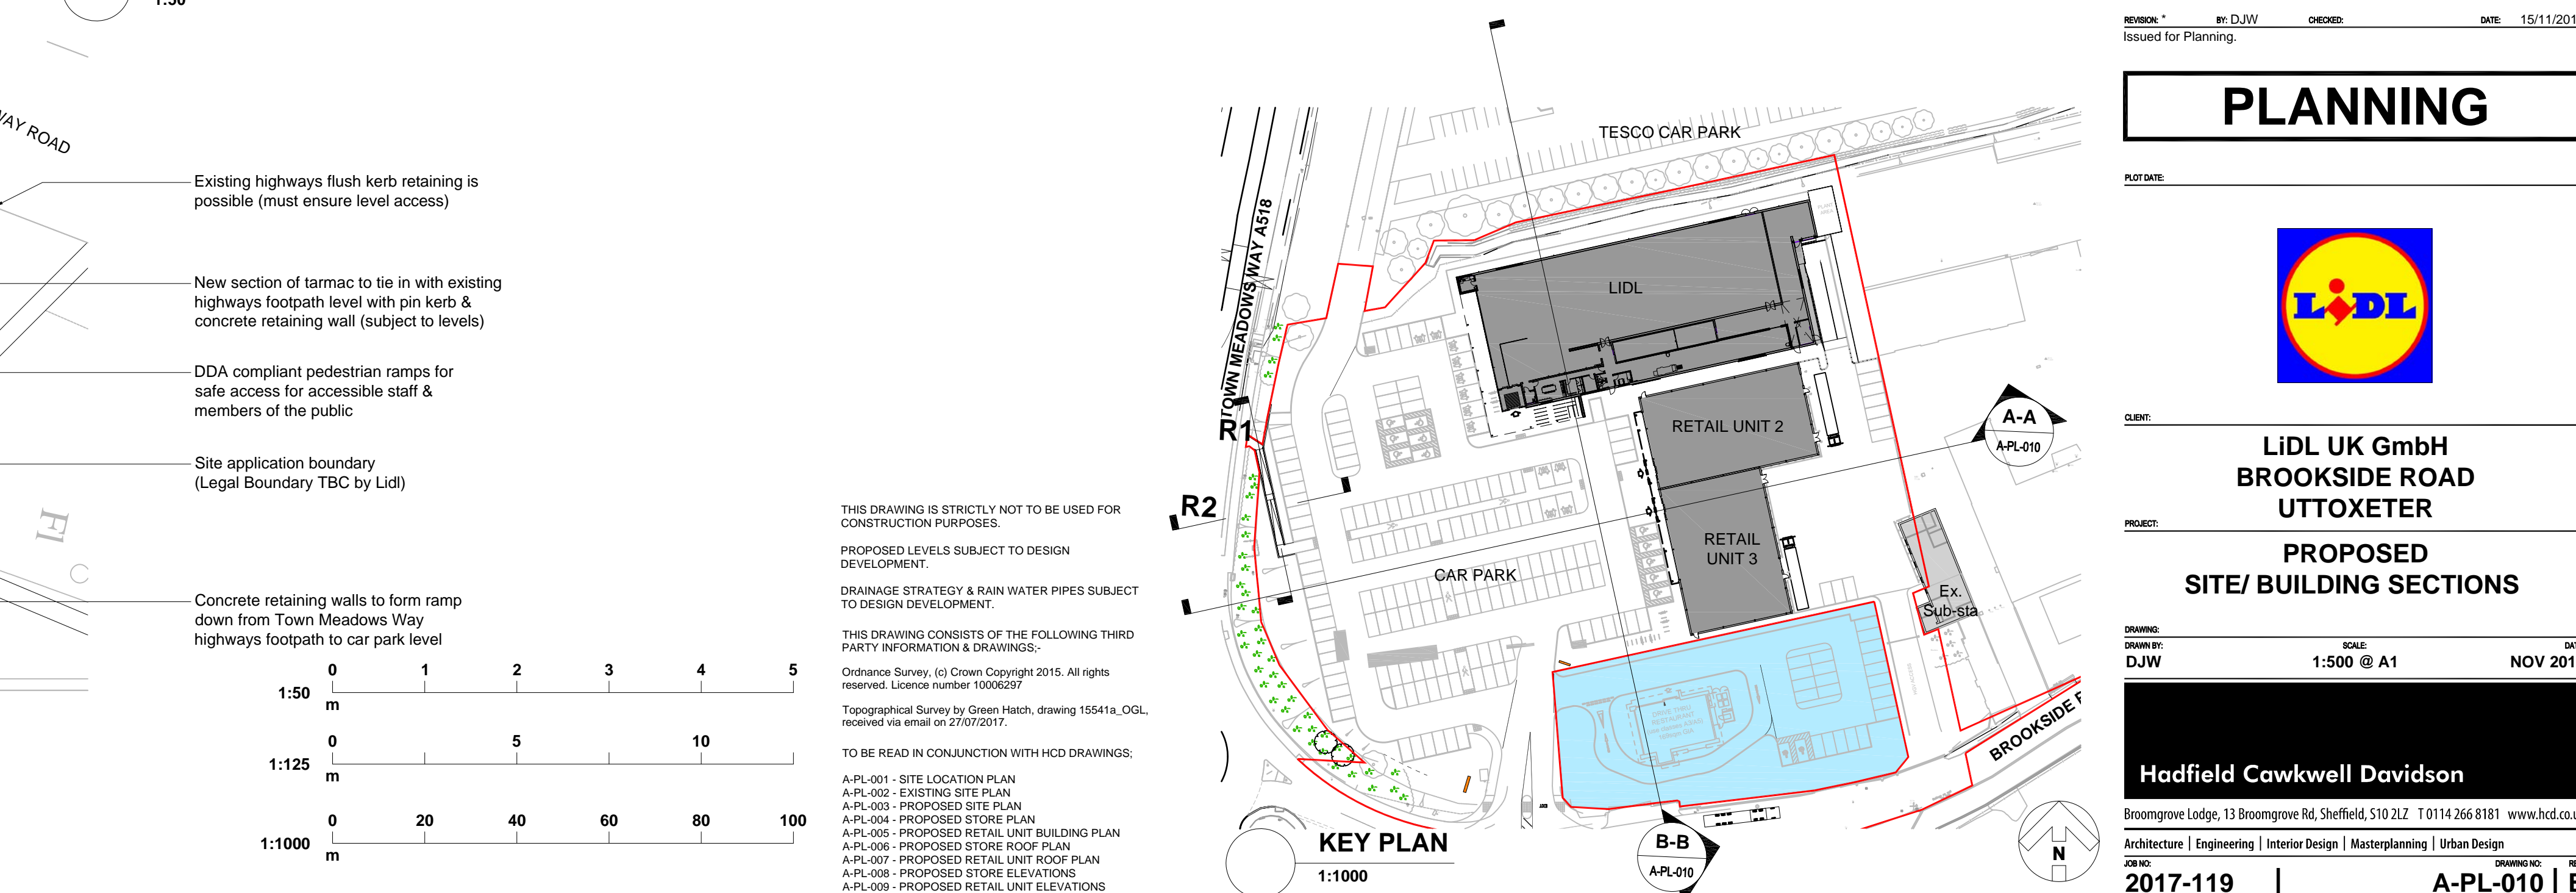 1:50
WAY ROAD
Existing highways flush kerb retaining is
possible (must ensure level access)
New section of tarmac to tie in with existing
highways footpath level with pin kerb &
concrete retaining wall (subject to levels)
DDA compliant pedestrian ramps for
safe access for accessible staff &
members of the public
Site application boundary
(Legal Boundary TBC by Lidl)
Fl
Concrete retaining walls to form ramp
down from Town Meadows Way
highways footpath to car park level
0 1 2 3 4 5
1:50
m
0 5 10
1:125
m
0 20 40 60 80 100
1:1000
m
THIS DRAWING IS STRICTLY NOT TO BE USED FOR
CONSTRUCTION PURPOSES.
PROPOSED LEVELS SUBJECT TO DESIGN
DEVELOPMENT.
DRAINAGE STRATEGY & RAIN WATER PIPES SUBJECT
TO DESIGN DEVELOPMENT.
THIS DRAWING CONSISTS OF THE FOLLOWING THIRD
PARTY INFORMATION & DRAWINGS;-
Ordnance Survey, (c) Crown Copyright 2015. All rights
reserved. Licence number 10006297
Topographical Survey by Green Hatch, drawing 15541a_OGL,
received via email on 27/07/2017.
TO BE READ IN CONJUNCTION WITH HCD DRAWINGS;
A-PL-001 - SITE LOCATION PLAN
A-PL-002 - EXISTING SITE PLAN
A-PL-003 - PROPOSED SITE PLAN
A-PL-004 - PROPOSED STORE PLAN
A-PL-005 - PROPOSED RETAIL UNIT BUILDING PLAN
A-PL-006 - PROPOSED STORE ROOF PLAN
A-PL-007 - PROPOSED RETAIL UNIT ROOF PLAN
A-PL-008 - PROPOSED STORE ELEVATIONS
A-PL-009 - PROPOSED RETAIL UNIT ELEVATIONS
TESCO CAR PARK
TOWN MEADOWS WAY A518
PLANT
AREA
LIDL
RETAIL UNIT 2
A-A
A-PL-010
R1
R2
RETAIL
UNIT 3
CAR PARK
Ex.
Sub-sta
DRIVE THRU
RESTAURANT
BROOKSIDE
KEY PLAN
1:1000
B-B
A-PL-010
N
REVISION: * BY: DJW CHECKED: DATE: 15/11/201
Issued for Planning.
PLANNING
PLOT DATE:
LiDL
CLIENT:
LiDL UK GmbH
BROOKSIDE ROAD
UTTOXETER
PROJECT:
PROPOSED
SITE/ BUILDING SECTIONS
DRAWING:
DRAWN BY: SCALE: DAT
DJW 1:500 @ A1 NOV 201
Hadfield Cawkwell Davidson
Broomgrove Lodge, 13 Broomgrove Rd, Sheffield, S10 2LZ T 0114 266 8181 www.hcd.co.u
Architecture | Engineering | Interior Design | Masterplanning | Urban Design
JOB NO: DRAWING NO: RE
2017-119 A-PL-010